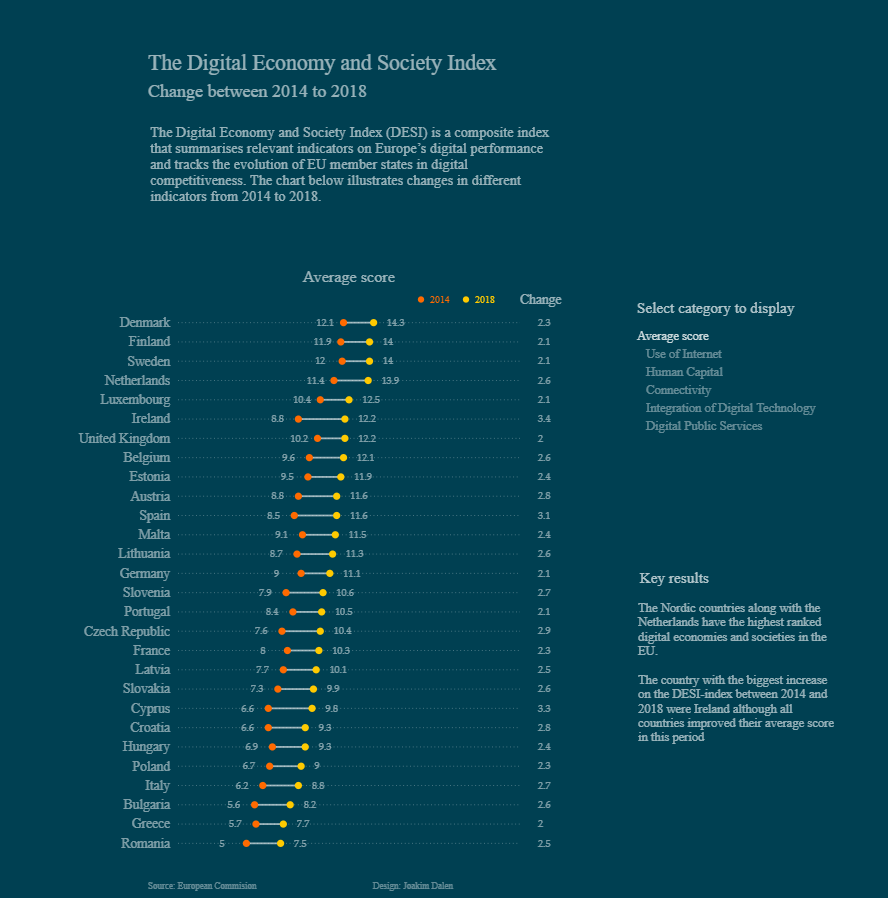 The Digital Economy and Society Index
Change between 2014 to 2018
The Digital Economy and Society Index (DESI) is a composite index
that summarises relevant indicators on Europe's digital performance
and tracks the evolution of EU member states in digital
competitiveness. The chart below illustrates changes in different
indicators from 2014 to 2018.
Average score
2014 2018 Change
Denmark 12.1 14.3 2.3
Finland 11.9 14 2.1
Sweden 12 14 2.1
Netherlands 11.4 13.9 2.6
Luxembourg 10.4 12.5 2.1
Ireland 8.8 12.2 3.4
United Kingdom 10.2 12.2 2
Belgium 9.6 12.1 2.6
Estonia 9.5 11.9 2.4
Austria 8.8 11.6 2.8
Spain 8.5 11.6 3.1
Malta 9.1 11.5 2.4
Lithuania 8.7 11.3 2.6
Germany 9 11.1 2.1
Slovenia 7.9 10.6 2.7
Portugal 8.4 10.5 2.1
Czech Republic 7.6 10.4 2.9
France 8 10.3 2.3
Latvia 7.7 10.1 2.5
Slovakia 7.3 9.9 2.6
Cyprus 6.6 9.8 3.3
Croatia 6.6 9.3 2.8
Hungary 6.9 9.3 2.4
Poland 6.7 9 2.3
Italy 6.2 8.8 2.7
Bulgaria 5.6 8.2 2.6
Greece 5.7 7.7 2
Romania 5 7.5 2.5
Select category to display
Average score
Use of Internet
Human Capital
Connectivity
Integration of Digital Technology
Digital Public Services
Key results
The Nordic countries along with the
Netherlands have the highest ranked
digital economies and societies in the
EU.
The country with the biggest increase
on the DESI-index between 2014 and
2018 were Ireland although all
countries improved their average score
in this period
Source: European Commision
Design: Joakim Dalen